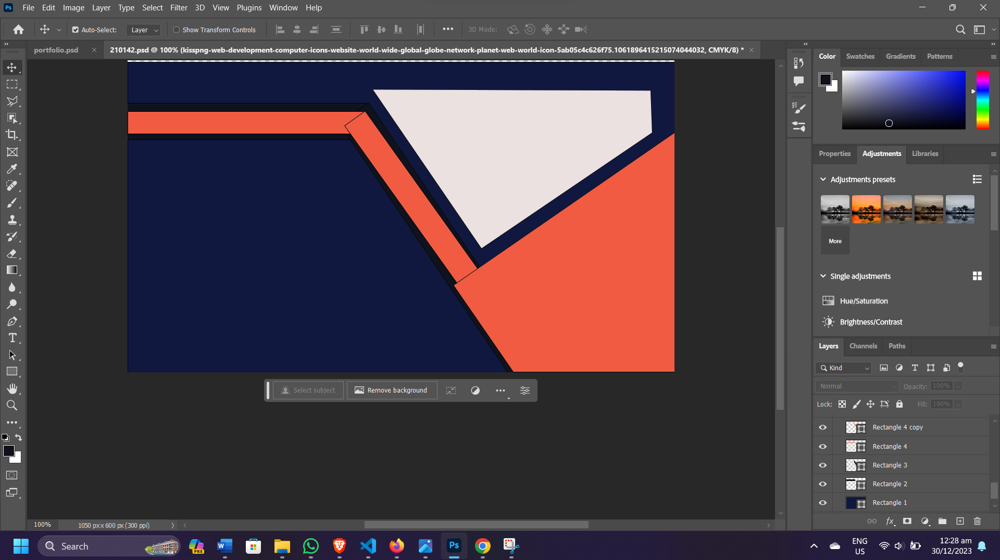 Ps File Edit Image Layer Type Select Filter 3D View Plugins Window Help
Auto-Select: Layer Show Transform Controls 3D Mode:
portfolio.psd 210142.psd @ 100% (kisspng-web-development-computer-icons-website-world-wide-global-globe-network-planet-web-world-icon-5ab05c4c626f75.1061896415215074044032, CMYK/8) *
Color Swatches Gradients Patterns
Properties Adjustments Libraries
Adjustments presets
More
Single adjustments
Hue/Saturation
Brightness/Contrast
Layers Channels Paths
Kind
Normal Opacity: 100%
Lock: Fill: 100%
Rectangle 4 copy
Rectangle 4
Rectangle 3
Rectangle 2
Rectangle 1
Select subject Remove background
100% 1050 px x 600 px (300 ppi)
Search PRE Ps
ENG
US
12:28 am
30/12/2023